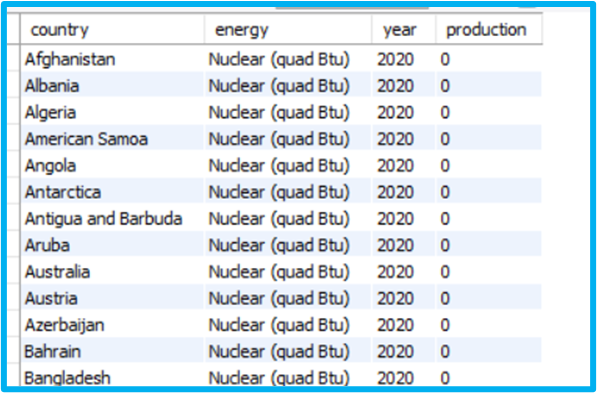 country energy year production
Afghanistan Nuclear (quad Btu) 2020 0
Albania Nuclear (quad Btu) 2020 0
Algeria Nuclear (quad Btu) 2020 0
American Samoa Nuclear (quad Btu) 2020 0
Angola Nuclear (quad Btu) 2020 0
Antarctica Nuclear (quad Btu) 2020 0
Antigua and Barbuda Nuclear (quad Btu) 2020 0
Aruba Nuclear (quad Btu) 2020 0
Australia Nuclear (quad Btu) 2020 0
Austria Nuclear (quad Btu) 2020 0
Azerbaijan Nuclear (quad Btu) 2020 0
Bahrain Nuclear (quad Btu) 2020 0
Bangladesh Nuclear (quad Btu) 2020 0